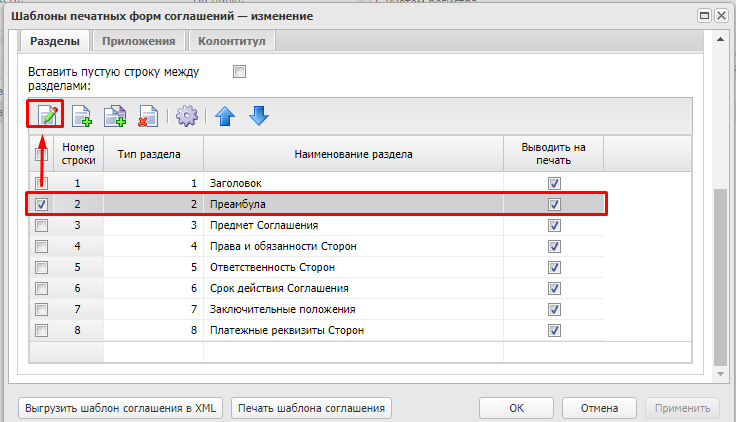 Шаблоны печатных форм соглашений — изменение
Разделы Приложения Колонтитул
Вставить пустую строку между
разделами:
Номер
строки
Тип раздела
Наименование раздела
Выводить на
печать
1 1 Заголовок
2 2 Преамбула
3 3 Предмет Соглашения
4 4 Права и обязанности Сторон
5 5 Ответственность Сторон
6 6 Срок действия Соглашения
7 7 Заключительные положения
8 8 Платежные реквизиты Сторон
Выгрузить шаблон соглашения в XML Печать шаблона соглашения ОК Отмена Применить